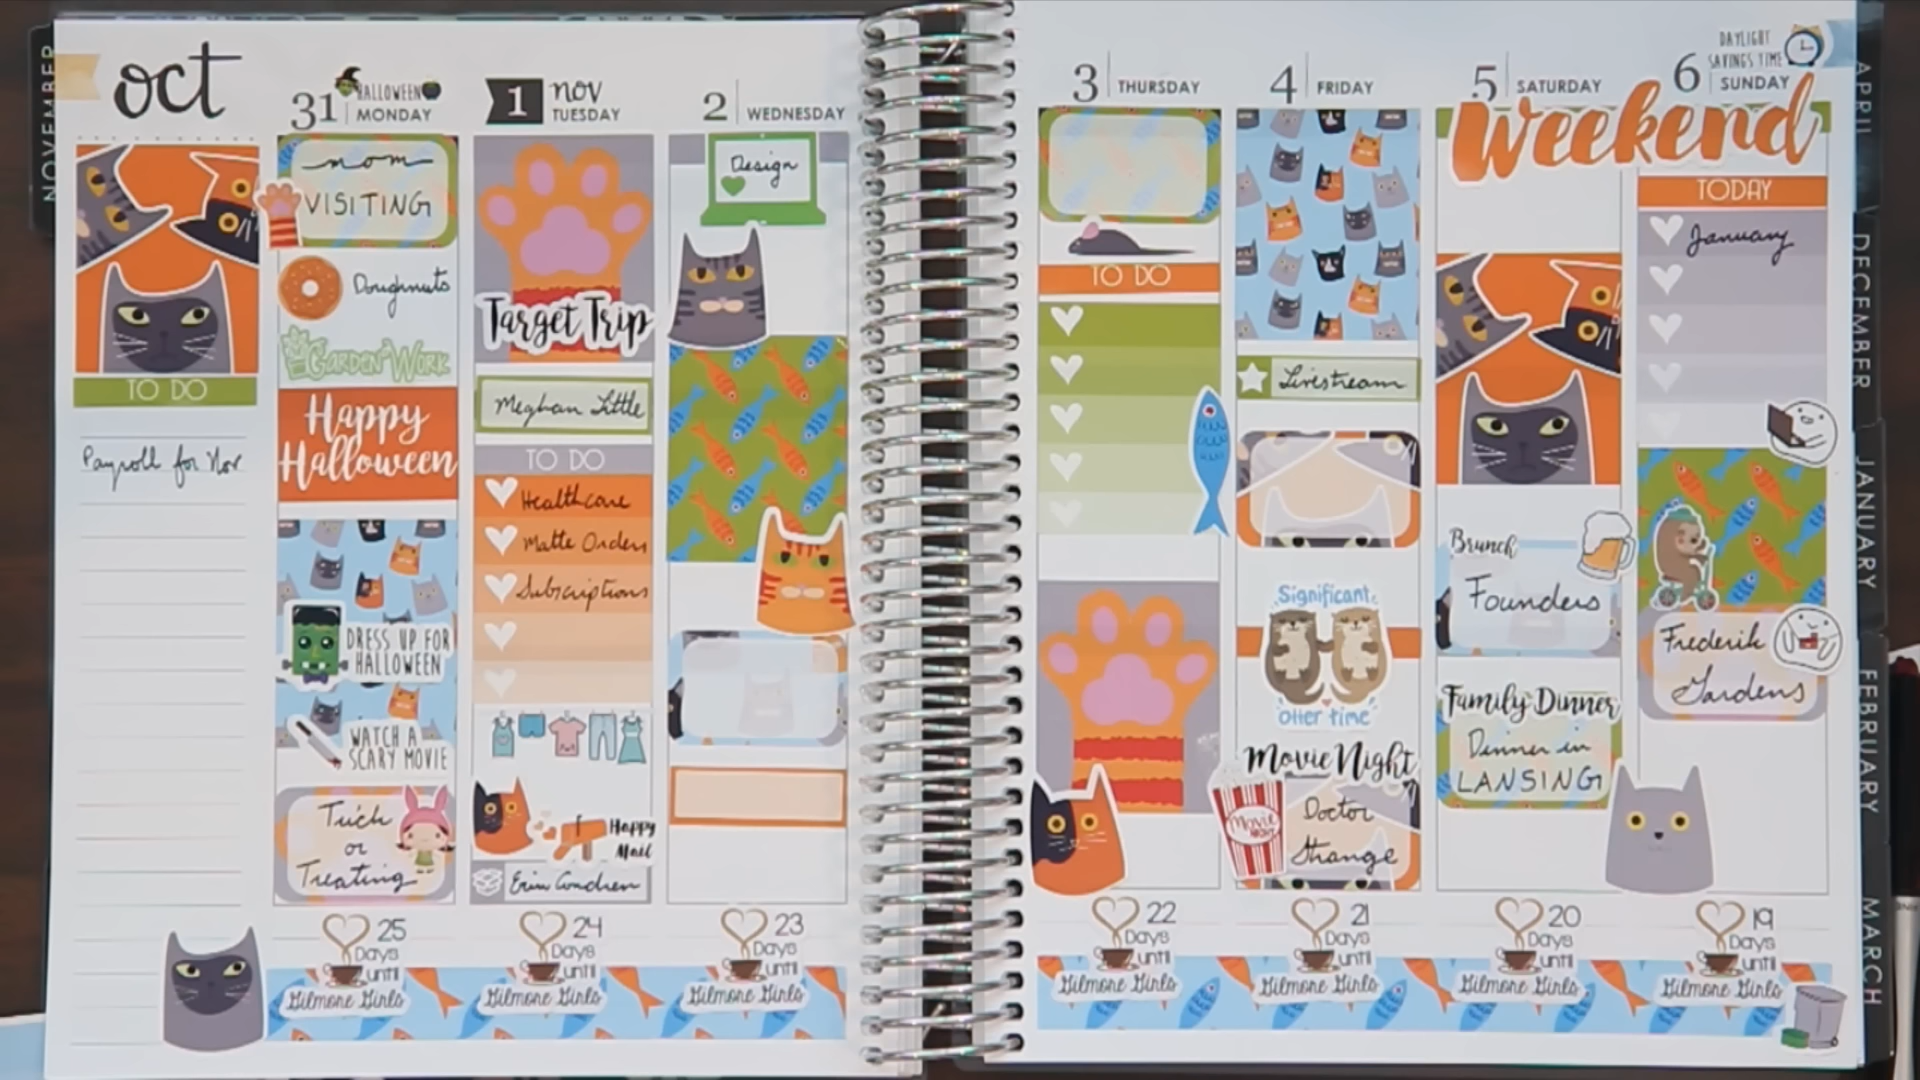 oct
TO DO
Payroll for Nov
31
HALLOWEEN
MONDAY
mom
VISITING
Doughnuts
GARDEN WORK
Happy
Halloween
DRESS UP FOR
HALLOWEEN
WATCH A
SCARY MOVIE
Trick
or
Treating
25
Days
until
Gilmore Girls
1
nov
TUESDAY
Target Trip
Meghan Little
TO DO
Healthcare
Matte Orders
Subscriptions
Happy
Mail
Erin Condren
24
Days
until
Gilmore Girls
2
WEDNESDAY
Design
23
Days
until
Gilmore Girls
3
THURSDAY
TO DO
22
Days
until
Gilmore Girls
4
FRIDAY
Livestream
Significant
otter time
Movie Night
Movie
NIGHT
Doctor
Strange
21
Days
until
Gilmore Girls
5
SATURDAY
Weekend
Brunch
Founders
Family Dinner
Dinner in
LANSING
20
Days
until
Gilmore Girls
DAYLIGHT
SAVINGS TIME
6
SUNDAY
TODAY
January
Frederik
Gardens
19
Days
until
Gilmore Girls
NOVEMBER
APRIL
DECEMBER
JANUARY
FEBRUARY
MARCH